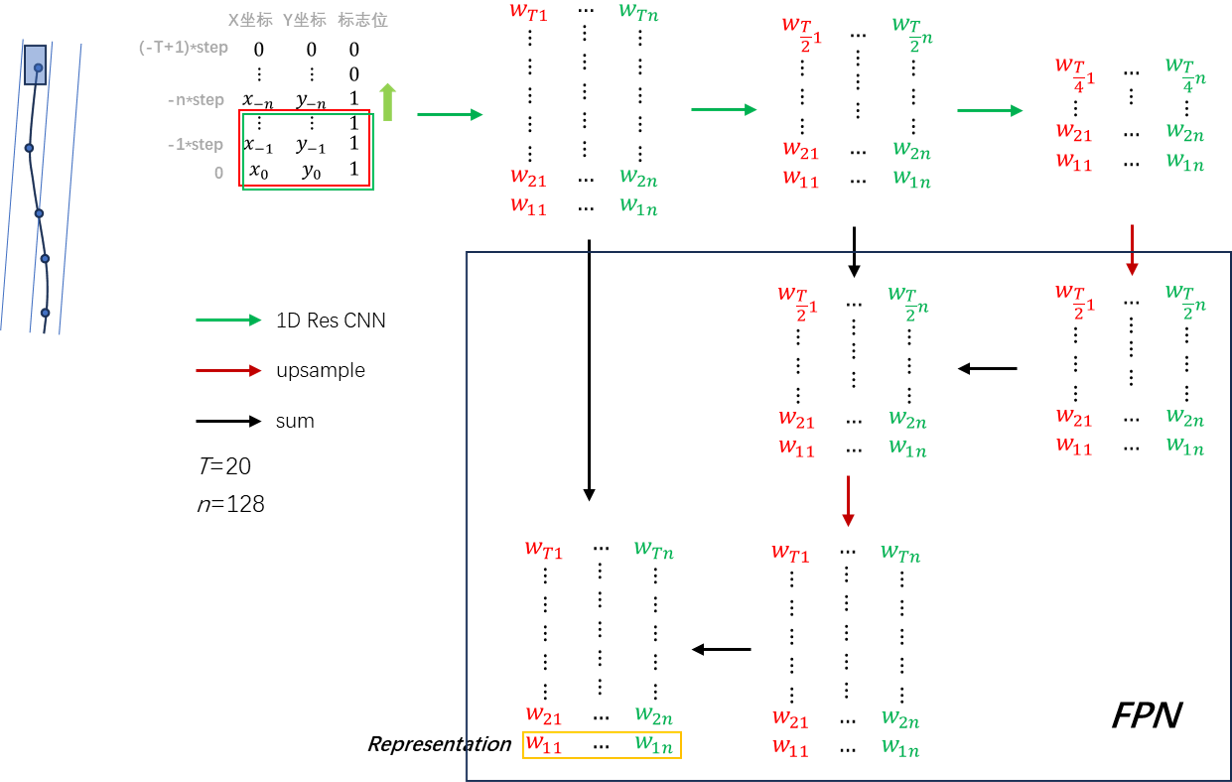 X坐标 Y坐标 标志位
(-T+1)*step 0 0 0
⋮ ⋮ 0
-n*step x₋ₙ y₋ₙ 1
⋮ ⋮ 1
-1*step x₋₁ y₋₁ 1
0 x₀ y₀ 1
w_{T1} … w_{Tn}
w_{21} … w_{2n}
w_{11} … w_{1n}
w_{\frac{T}{2}1} … w_{\frac{T}{2}n}
w_{21} … w_{2n}
w_{11} … w_{1n}
w_{\frac{T}{4}1} … w_{\frac{T}{4}n}
w_{21} … w_{2n}
w_{11} … w_{1n}
1D Res CNN
upsample
sum
T=20
n=128
w_{\frac{T}{2}1} … w_{\frac{T}{2}n}
w_{21} … w_{2n}
w_{11} … w_{1n}
w_{\frac{T}{2}1} … w_{\frac{T}{2}n}
w_{21} … w_{2n}
w_{11} … w_{1n}
w_{T1} … w_{Tn}
w_{21} … w_{2n}
Representation w_{11} … w_{1n}
w_{T1} … w_{Tn}
w_{21} … w_{2n}
w_{11} … w_{1n}
FPN